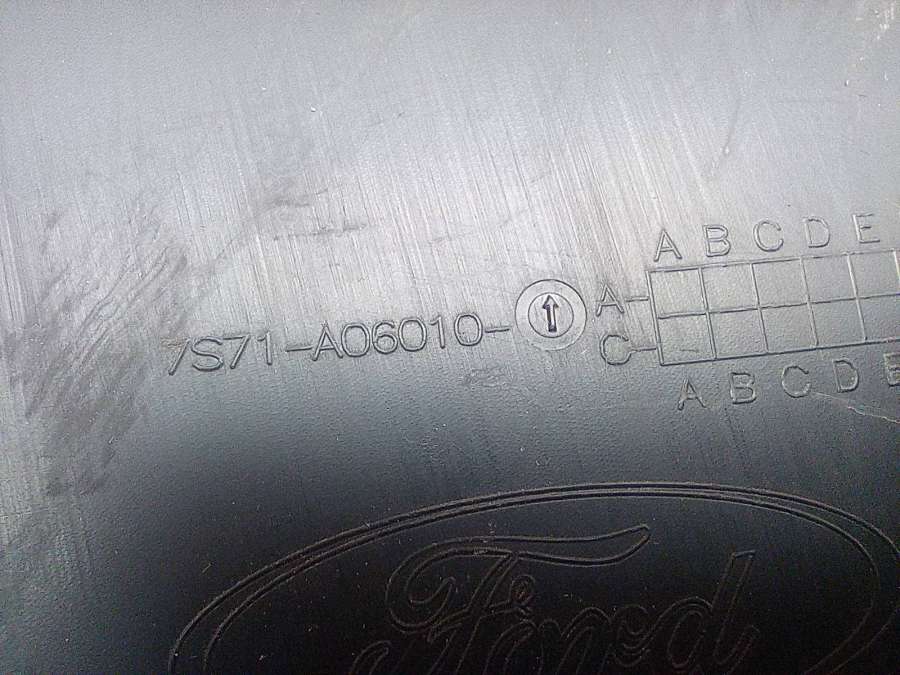 A B C D E
7S71-A06010- A-
C-
A B C D E
Ford